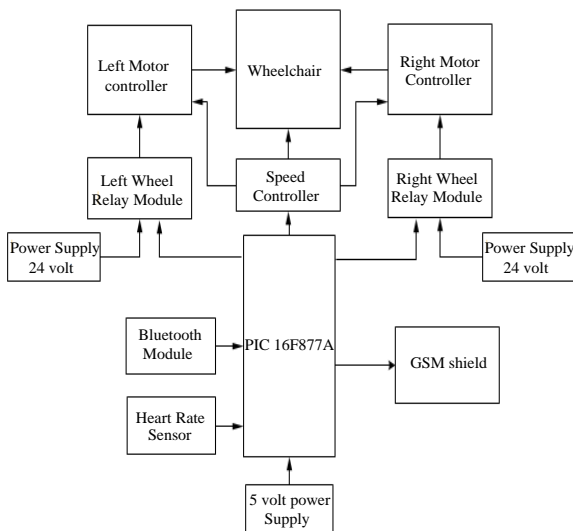 Left Motor
controller
Wheelchair
Right Motor
Controller
Left Wheel
Relay Module
Speed
Controller
Right Wheel
Relay Module
Power Supply
24 volt
Power Supply
24 volt
Bluetooth
Module
PIC 16F877A
GSM shield
Heart Rate
Sensor
5 volt power
Supply